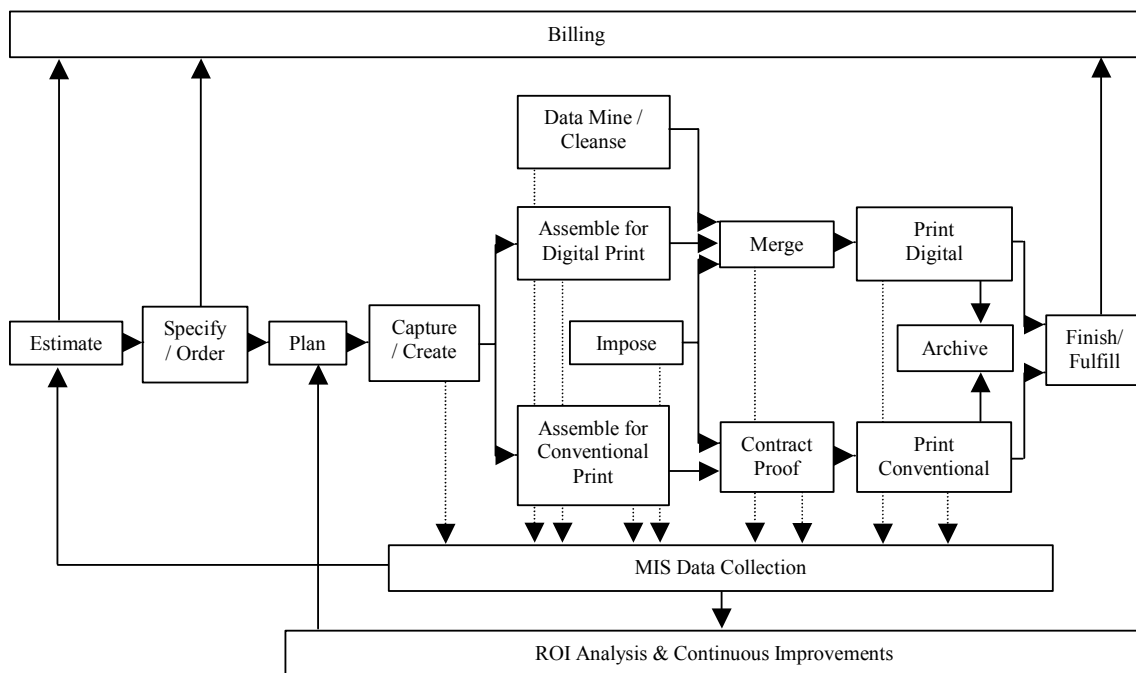 Billing
Data Mine /
Cleanse
Assemble for
Digital Print
Merge
Print
Digital
Estimate
Specify
/ Order
Plan
Capture
/ Create
Impose
Archive
Finish/
Fulfill
Assemble for
Conventional
Print
Contract
Proof
Print
Conventional
MIS Data Collection
ROI Analysis & Continuous Improvements